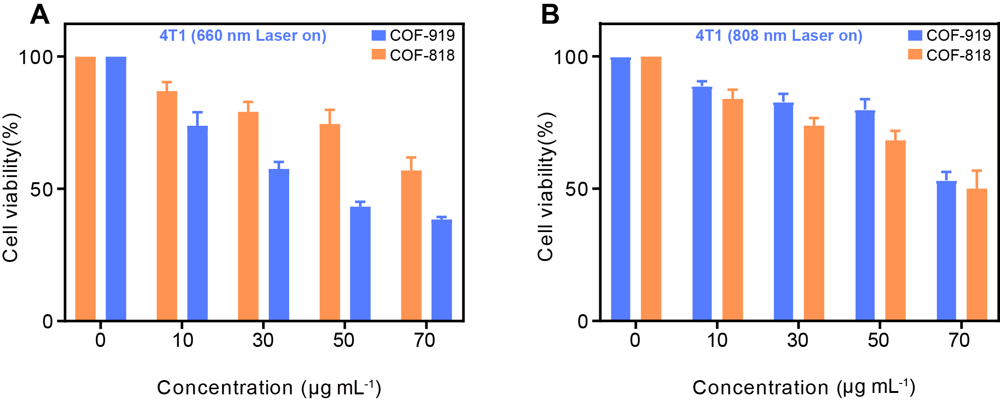 A
4T1 (660 nm Laser on)
COF-919
COF-818
100
50
0
Cell viability(%)
0 10 30 50 70
Concentration (µg mL⁻¹)
B
4T1 (808 nm Laser on)
COF-919
COF-818
100
50
0
Cell viability(%)
0 10 30 50 70
Concentration (µg mL⁻¹)